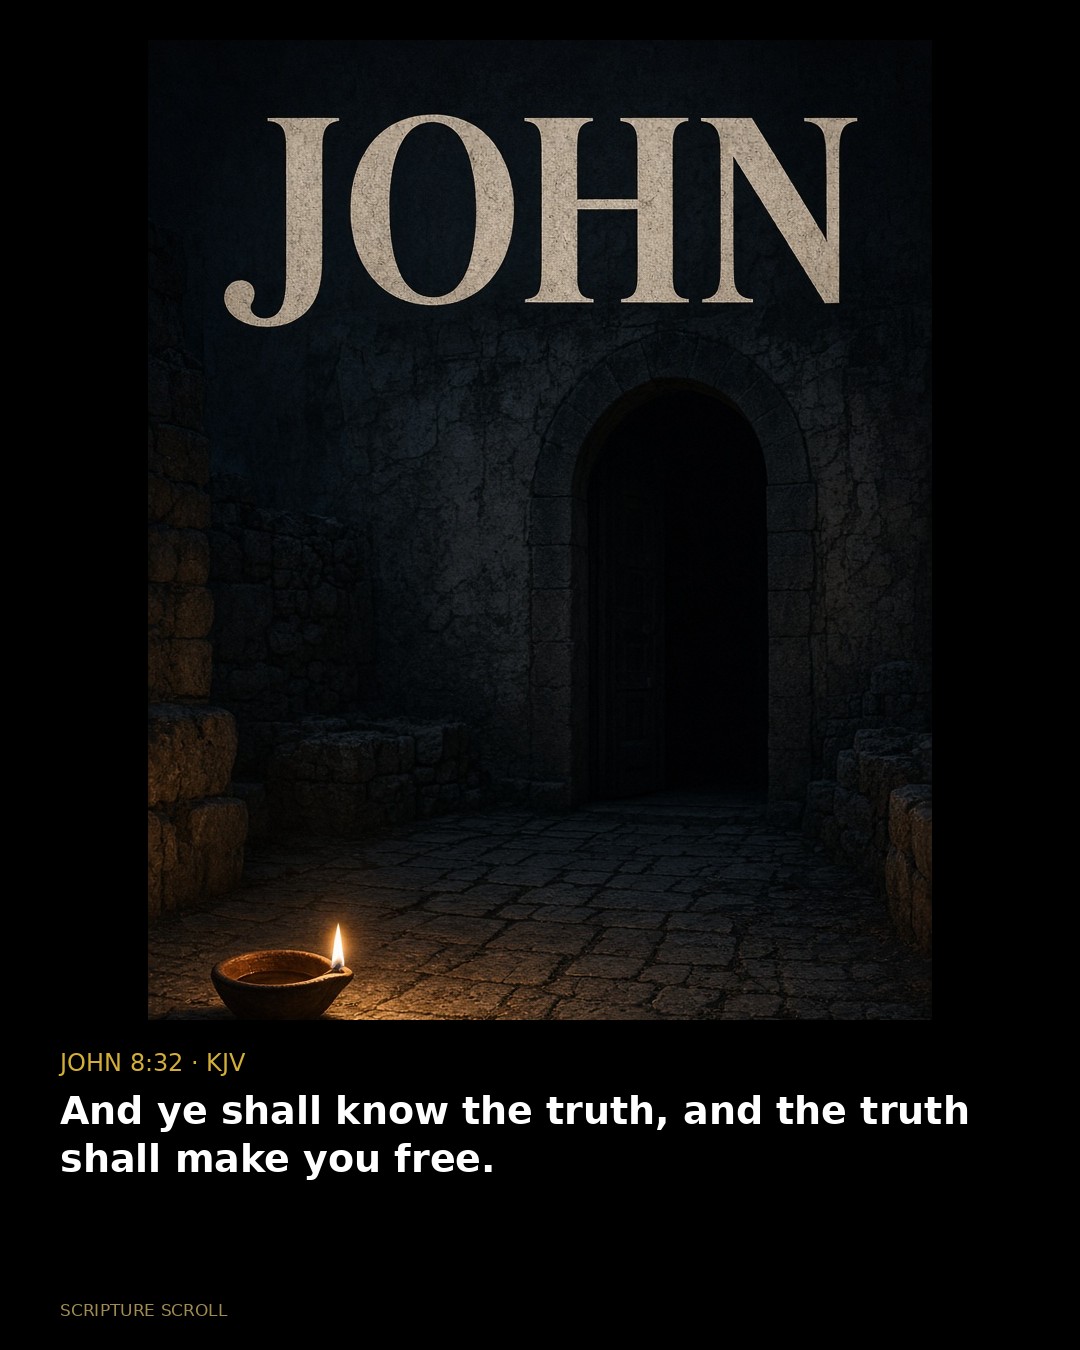 JOHN
JOHN 8:32 · KJV
And ye shall know the truth, and the truth
shall make you free.
SCRIPTURE SCROLL